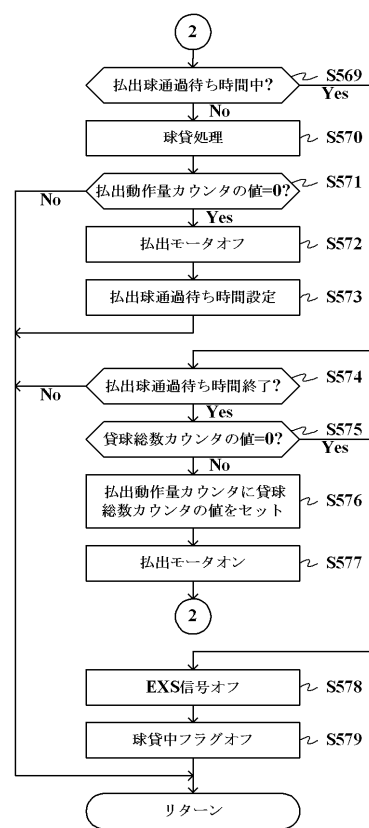 2
払出球通過待ち時間中?
S569
Yes
No
球貸処理
S570
払出動作量カウンタの値=0?
S571
No
Yes
払出モータオフ
S572
払出球通過待ち時間設定
S573
払出球通過待ち時間終了?
S574
No
Yes
貸球総数カウンタの値=0?
S575
Yes
No
払出動作量カウンタに貸球
総数カウンタの値をセット
S576
払出モータオン
S577
2
EXS信号オフ
S578
球貸中フラグオフ
S579
リターン